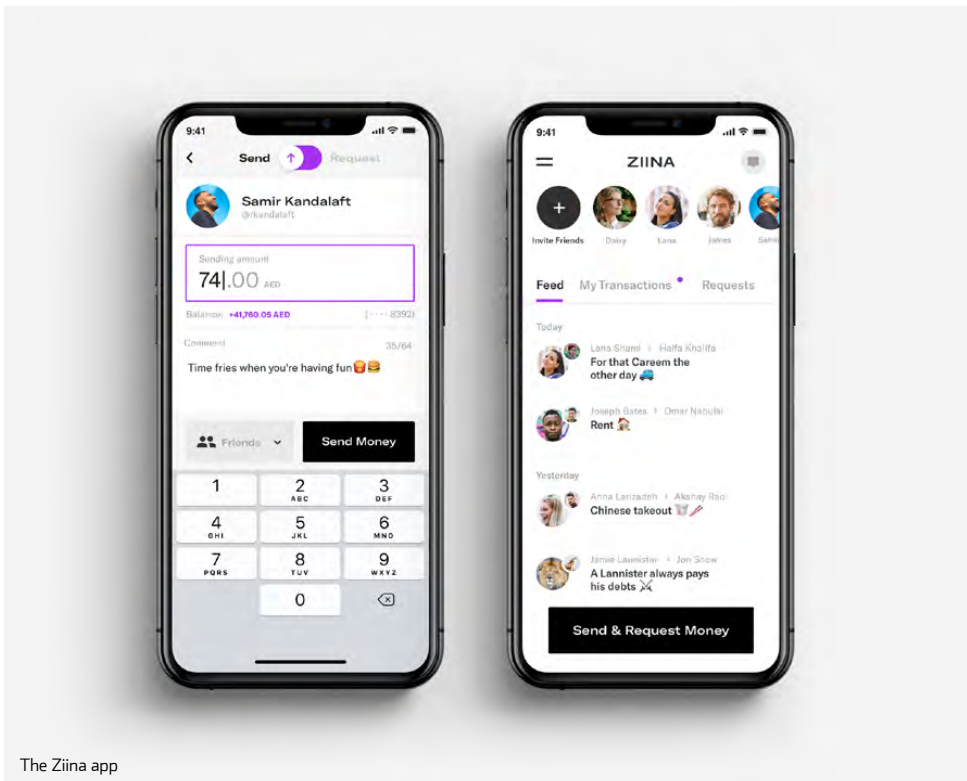 9:41
Send
Request
Samir Kandalaft
@/kandalaft
Sending amount
74.00 AED
Balance: +41,760.05 AED
(····8392)
Comment
35/64
Time fries when you're having fun🍟🍔
Friends
Send Money
1
2
ABC
3
DEF
4
GHI
5
JKL
6
MNO
7
PQRS
8
TUV
9
WXYZ
0
9:41
ZIINA
Invite Friends
Daisy
Lana
James
Feed
My Transactions
Requests
Today
Lana Shami > Haifa Khalifa
For that Careem the
other day 🚙
Joseph Bates > Omar Nabulsi
Rent 🏠
Yesterday
Anna Larizadeh > Akshay Rao
Chinese takeout 🥡🥢
Jamie Lannister > Jon Snow
A Lannister always pays
his debts ⚔
Send & Request Money
The Ziina app